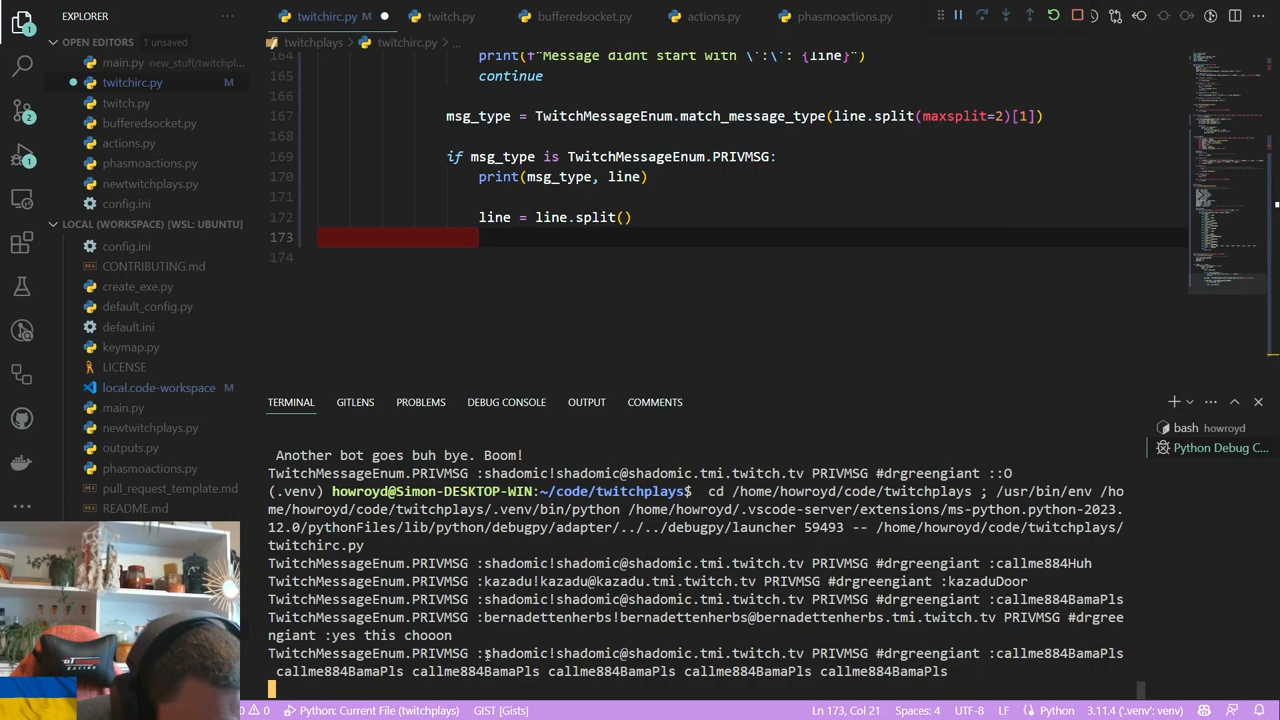 twitchirc.py M
twitch.py
bufferedsocket.py
actions.py
phasmoactions.py
EXPLORER
OPEN EDITORS 1 unsaved
main.py new_stuff/twitchpl...
twitchirc.py M
twitch.py
bufferedsocket.py
actions.py
phasmoactions.py
newtwitchplays.py
config.ini
LOCAL (WORKSPACE) [WSL: UBUNTU]
config.ini
CONTRIBUTING.md
create_exe.py
default_config.py
default.ini
keymap.py
LICENSE
local.code-workspace M
main.py
newtwitchplays.py
outputs.py
phasmoactions.py
pull_request_template.md
README.md
twitchplays > twitchirc.py > ...
164 print(f"Message didnt start with \':\': {line}")
165 continue
166
167 msg_type = TwitchMessageEnum.match_message_type(line.split(maxsplit=2)[1])
168
169 if msg_type is TwitchMessageEnum.PRIVMSG:
170 print(msg_type, line)
171
172 line = line.split()
173
174
TERMINAL GITLENS PROBLEMS DEBUG CONSOLE OUTPUT COMMENTS
bash howroyd
Python Debug C...
Another bot goes buh bye. Boom!
TwitchMessageEnum.PRIVMSG :shadomic!shadomic@shadomic.tmi.twitch.tv PRIVMSG #drgreengiant ::O
(.venv) howroyd@Simon-DESKTOP-WIN:~/code/twitchplays$ cd /home/howroyd/code/twitchplays ; /usr/bin/env /ho
me/howroyd/code/twitchplays/.venv/bin/python /home/howroyd/.vscode-server/extensions/ms-python.python-2023.
12.0/pythonFiles/lib/python/debugpy/adapter/../../debugpy/launcher 59493 -- /home/howroyd/code/twitchplays/
twitchirc.py
TwitchMessageEnum.PRIVMSG :shadomic!shadomic@shadomic.tmi.twitch.tv PRIVMSG #drgreengiant :callme884Huh
TwitchMessageEnum.PRIVMSG :kazadu!kazadu@kazadu.tmi.twitch.tv PRIVMSG #drgreengiant :kazaduDoor
TwitchMessageEnum.PRIVMSG :shadomic!shadomic@shadomic.tmi.twitch.tv PRIVMSG #drgreengiant :callme884BamaPls
TwitchMessageEnum.PRIVMSG :bernadettenherbs!bernadettenherbs@bernadettenherbs.tmi.twitch.tv PRIVMSG #drgree
ngiant :yes this chooon
TwitchMessageEnum.PRIVMSG :shadomic!shadomic@shadomic.tmi.twitch.tv PRIVMSG #drgreengiant :callme884BamaPls
callme884BamaPls callme884BamaPls callme884BamaPls callme884BamaPls callme884BamaPls
0 Python: Current File (twitchplays) GIST [Gists] Ln 173, Col 21 Spaces: 4 UTF-8 LF Python 3.11.4 ('.venv': venv)